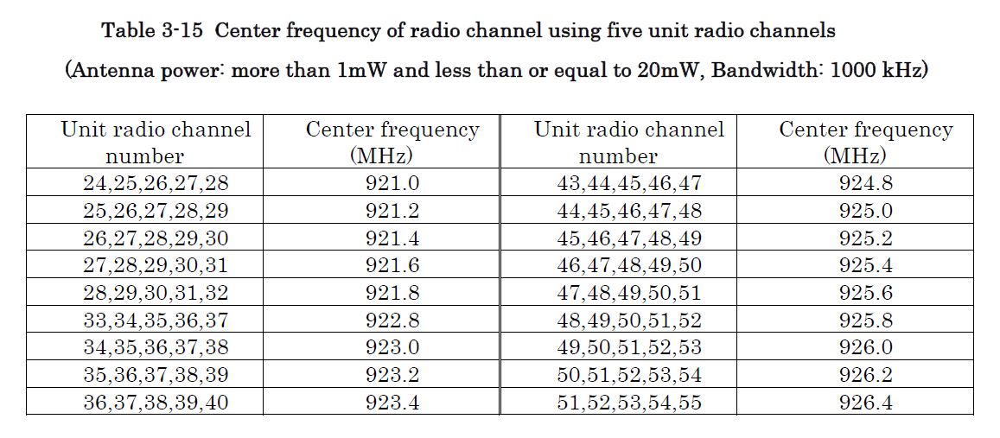 Table 3-15 Center frequency of radio channel using five unit radio channels
(Antenna power: more than 1mW and less than or equal to 20mW, Bandwidth: 1000 kHz)
Unit radio channel number | Center frequency (MHz) | Unit radio channel number | Center frequency (MHz)
24,25,26,27,28 | 921.0 | 43,44,45,46,47 | 924.8
25,26,27,28,29 | 921.2 | 44,45,46,47,48 | 925.0
26,27,28,29,30 | 921.4 | 45,46,47,48,49 | 925.2
27,28,29,30,31 | 921.6 | 46,47,48,49,50 | 925.4
28,29,30,31,32 | 921.8 | 47,48,49,50,51 | 925.6
33,34,35,36,37 | 922.8 | 48,49,50,51,52 | 925.8
34,35,36,37,38 | 923.0 | 49,50,51,52,53 | 926.0
35,36,37,38,39 | 923.2 | 50,51,52,53,54 | 926.2
36,37,38,39,40 | 923.4 | 51,52,53,54,55 | 926.4